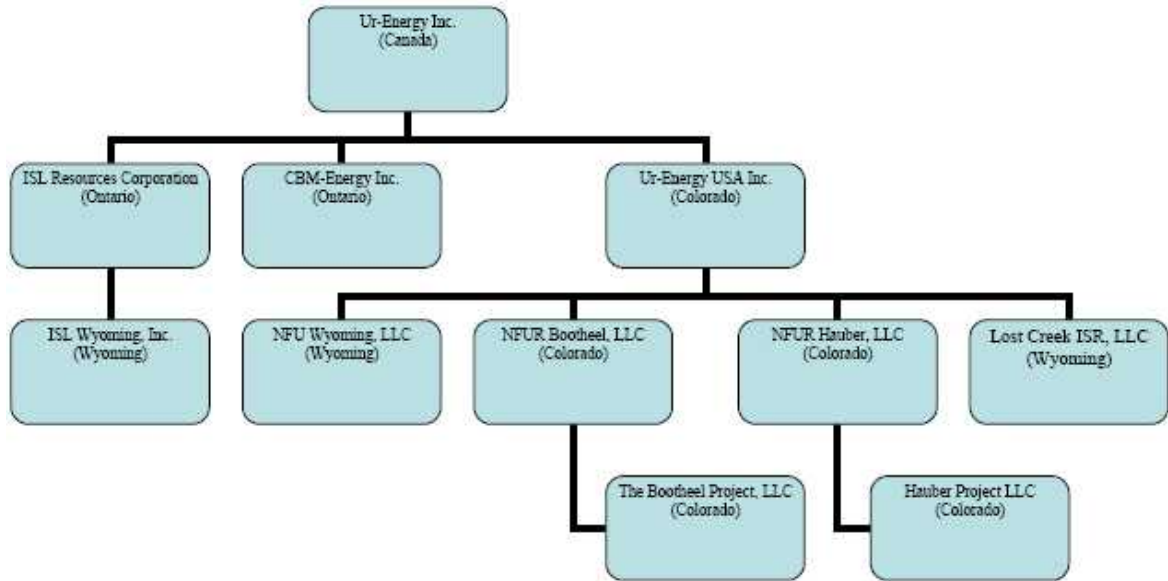 Ur-Energy Inc.
(Canada)
ISL Resources Corporation
(Ontario)
CBM-Energy Inc.
(Ontario)
Ur-Energy USA Inc.
(Colorado)
ISL Wyoming, Inc.
(Wyoming)
NFU Wyoming, LLC
(Wyoming)
NFUR Bootheel, LLC
(Colorado)
NFUR Hauber, LLC
(Colorado)
Lost Creek ISR, LLC
(Wyoming)
The Bootheel Project, LLC
(Colorado)
Hauber Project LLC
(Colorado)